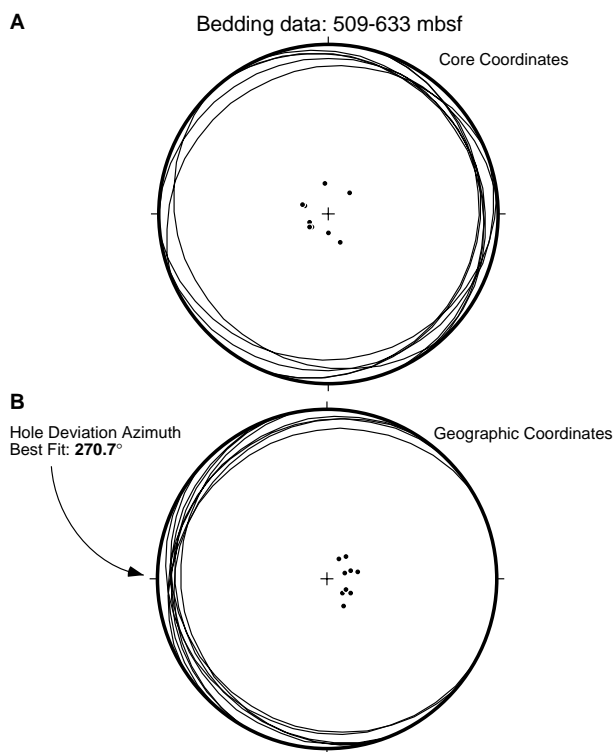 A
Bedding data: 509-633 mbsf
Core Coordinates
B
Hole Deviation Azimuth
Best Fit: 270.7°
Geographic Coordinates